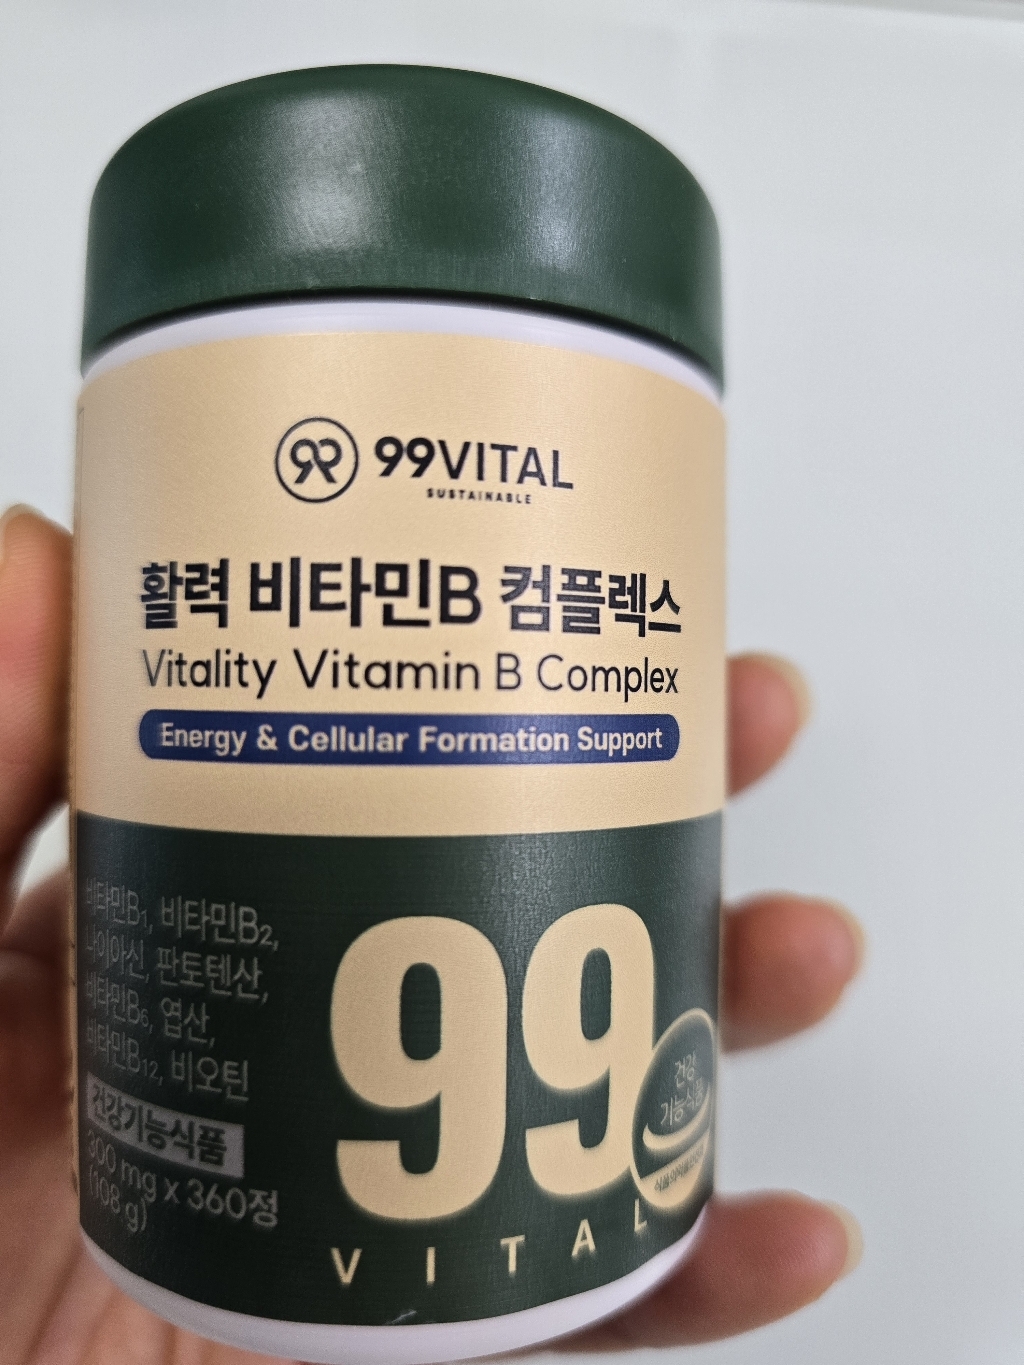 99VITAL
SUSTAINABLE
활력 비타민B 컴플렉스
Vitality Vitamin B Complex
Energy & Cellular Formation Support
비타민B₁, 비타민B₂,
나이아신, 판토텐산,
비타민B₆, 엽산,
비타민B₁₂, 비오틴
건강기능식품
300 mg x 360정
(108 g)
99
VITAL
건강
기능식품